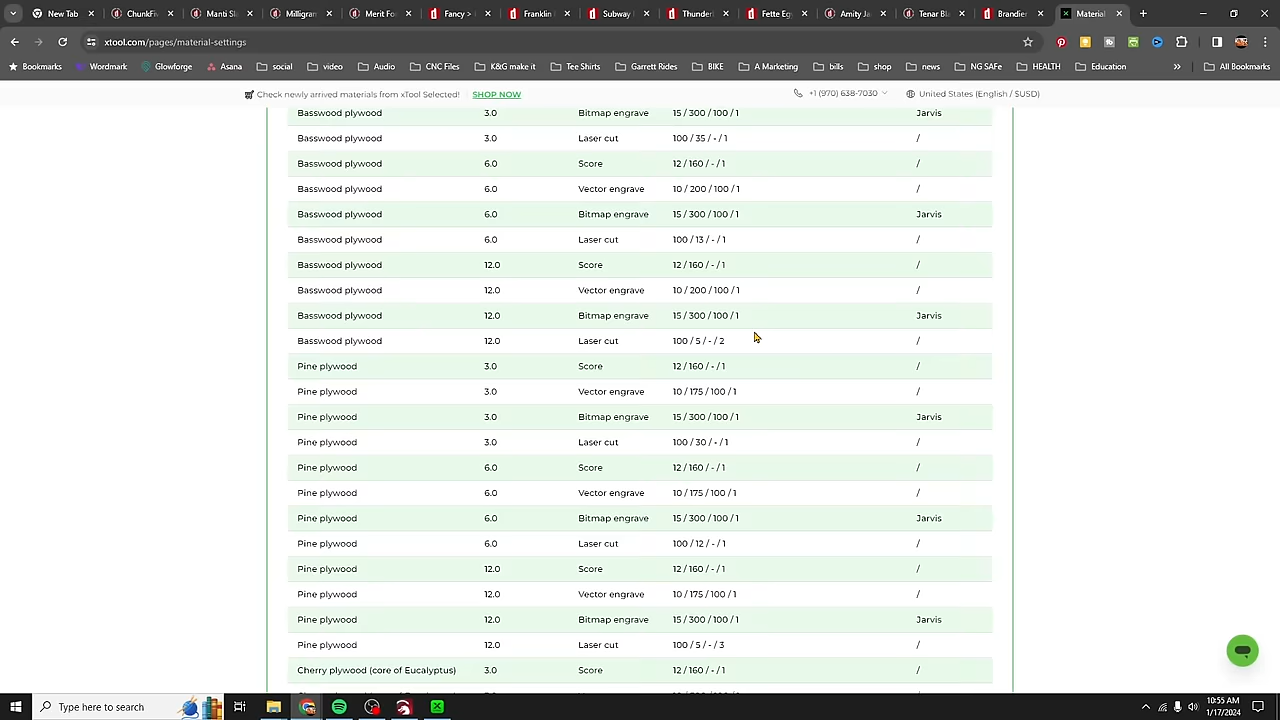 New Tab
ChunkFiv
Manti Sl
Milligram
Merit Fo
Fancy >
Franklin
Subway
Thunder
Fette Eg
Amity Ja
Tenar Bl
Brandies
Material
xtool.com/pages/material-settings
Bookmarks
Wordmark
Glowforge
Asana
social
video
Audio
CNC Files
K&G make it
Tee Shirts
Garrett Rides
BIKE
A Marketing
bills
shop
news
NG SAFe
HEALTH
Education
»
All Bookmarks
Check newly arrived materials from xTool Selected! SHOP NOW
+1 (970) 638-7030
United States (English / $USD)
Basswood plywood 3.0 Bitmap engrave 15 / 300 / 100 / 1 Jarvis
Basswood plywood 3.0 Laser cut 100 / 35 / - / 1 /
Basswood plywood 6.0 Score 12 / 160 / - / 1 /
Basswood plywood 6.0 Vector engrave 10 / 200 / 100 / 1 /
Basswood plywood 6.0 Bitmap engrave 15 / 300 / 100 / 1 Jarvis
Basswood plywood 6.0 Laser cut 100 / 13 / - / 1 /
Basswood plywood 12.0 Score 12 / 160 / - / 1 /
Basswood plywood 12.0 Vector engrave 10 / 200 / 100 / 1 /
Basswood plywood 12.0 Bitmap engrave 15 / 300 / 100 / 1 Jarvis
Basswood plywood 12.0 Laser cut 100 / 5 / - / 2 /
Pine plywood 3.0 Score 12 / 160 / - / 1 /
Pine plywood 3.0 Vector engrave 10 / 175 / 100 / 1 /
Pine plywood 3.0 Bitmap engrave 15 / 300 / 100 / 1 Jarvis
Pine plywood 3.0 Laser cut 100 / 30 / - / 1 /
Pine plywood 6.0 Score 12 / 160 / - / 1 /
Pine plywood 6.0 Vector engrave 10 / 175 / 100 / 1 /
Pine plywood 6.0 Bitmap engrave 15 / 300 / 100 / 1 Jarvis
Pine plywood 6.0 Laser cut 100 / 12 / - / 1 /
Pine plywood 12.0 Score 12 / 160 / - / 1 /
Pine plywood 12.0 Vector engrave 10 / 175 / 100 / 1 /
Pine plywood 12.0 Bitmap engrave 15 / 300 / 100 / 1 Jarvis
Pine plywood 12.0 Laser cut 100 / 5 / - / 3 /
Cherry plywood (core of Eucalyptus) 3.0 Score 12 / 160 / - / 1 /
Type here to search
10:55 AM
1/17/2024